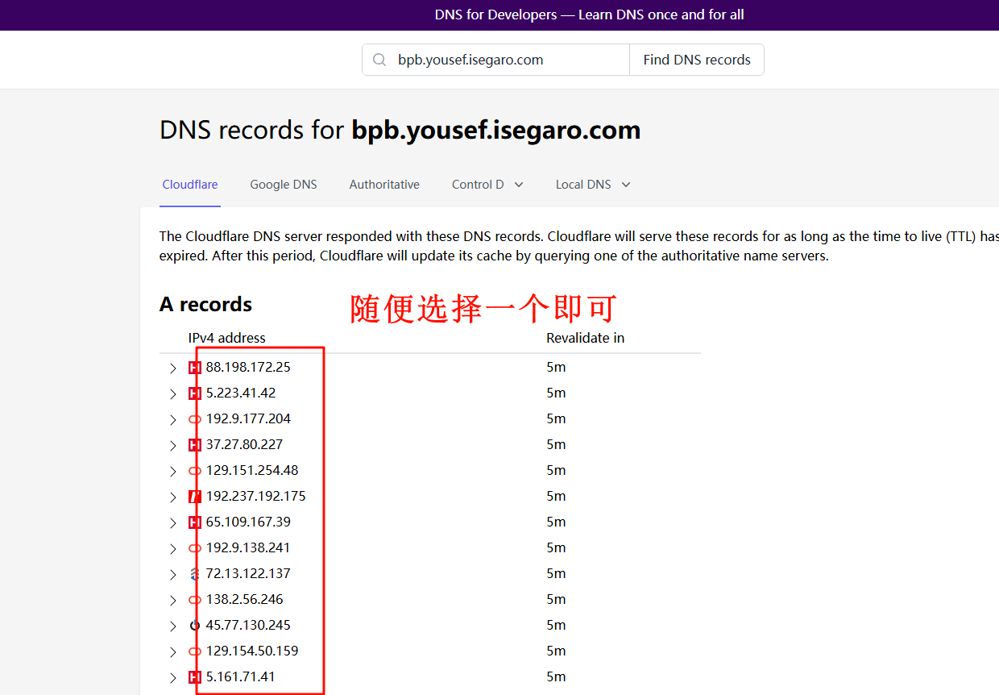 DNS for Developers — Learn DNS once and for all
bpb.yousef.isegaro.com Find DNS records
DNS records for bpb.yousef.isegaro.com
Cloudflare Google DNS Authoritative Control D Local DNS
The Cloudflare DNS server responded with these DNS records. Cloudflare will serve these records for as long as the time to live (TTL) has
expired. After this period, Cloudflare will update its cache by querying one of the authoritative name servers.
A records
随便选择一个即可
IPv4 address Revalidate in
88.198.172.25 5m
5.223.41.42 5m
192.9.177.204 5m
37.27.80.227 5m
129.151.254.48 5m
192.237.192.175 5m
65.109.167.39 5m
192.9.138.241 5m
72.13.122.137 5m
138.2.56.246 5m
45.77.130.245 5m
129.154.50.159 5m
5.161.71.41 5m